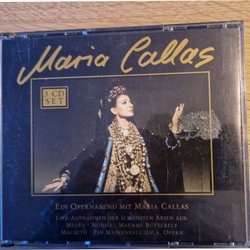 Maria Callas
3 CD
SET
EIN OPERNABEND MIT MARIA CALLAS
LIVE-AUFNAHMEN DER SCHÖNSTEN ARIEN AUS:
MEDEA · NORMA · MADAME BUTTERFLY
MACBETH · EIN MASKENBALL U.V.A. OPERN